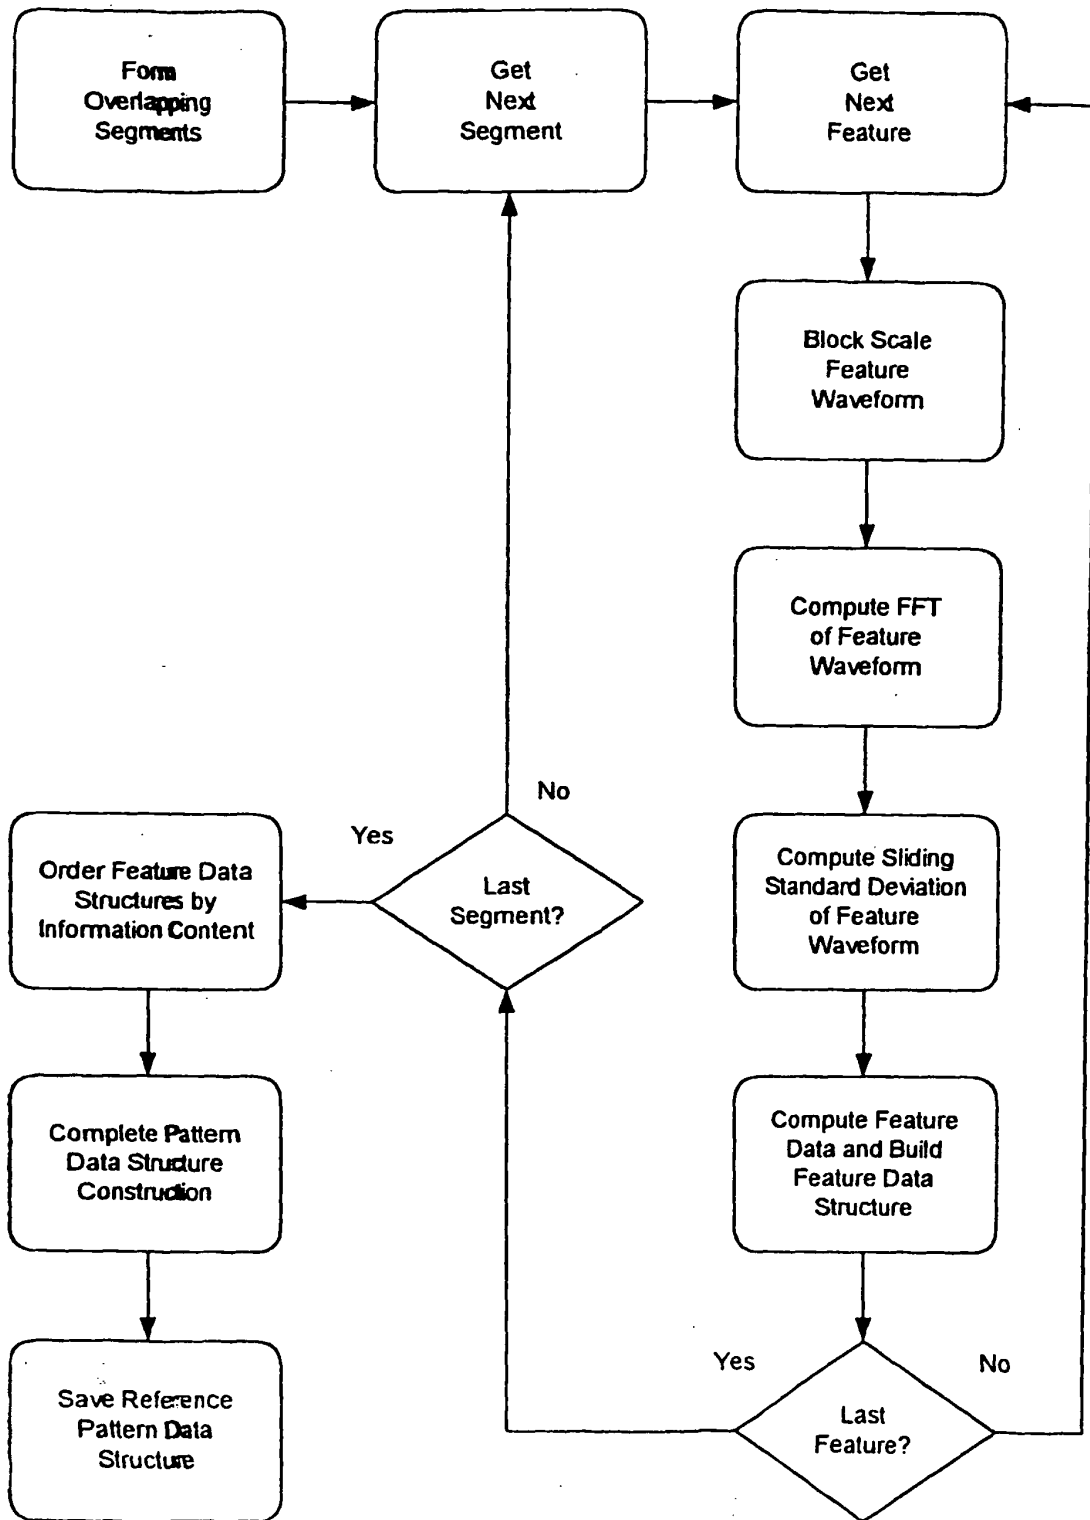 Form
Overlapping
Segments
Get
Next
Segment
Get
Next
Feature
Block Scale
Feature
Waveform
Compute FFT
of Feature
Waveform
Compute Sliding
Standard Deviation
of Feature
Waveform
Compute Feature
Data and Build
Feature Data
Structure
Last
Feature?
Yes
No
Last
Segment?
Yes
No
Order Feature Data
Structures by
Information Content
Complete Pattern
Data Structure
Construction
Save Reference
Pattern Data
Structure